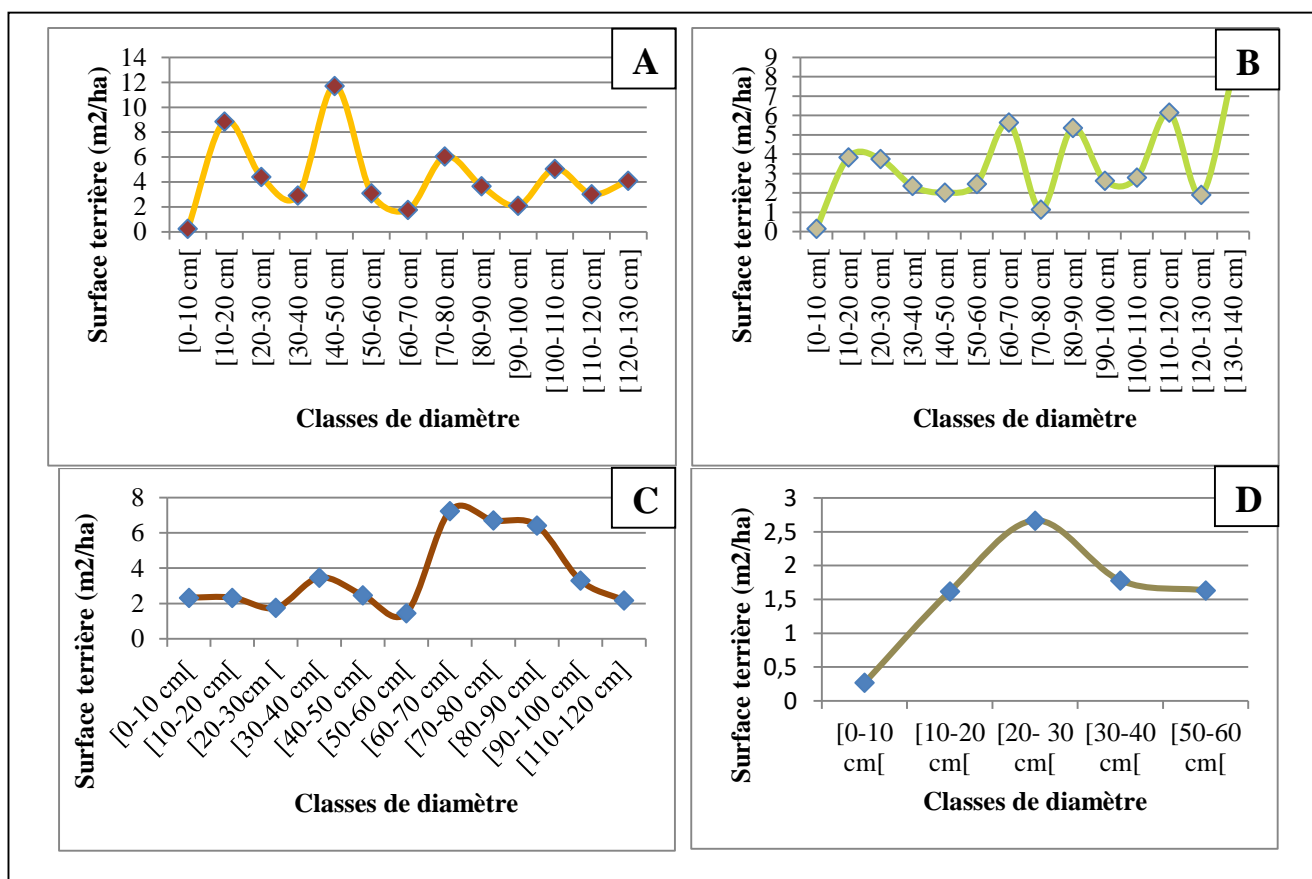 A
Surface terrière (m2/ha)
14
12
10
8
6
4
2
0
[0-10 cm[
[10-20 cm[
[20-30 cm[
[30-40 cm[
[40-50 cm[
[50-60 cm[
[60-70 cm[
[70-80 cm[
[80-90 cm[
[90-100 cm[
[100-110 cm[
[110-120 cm[
[120-130 cm]
Classes de diamètre
B
Surface terrière (m2/ha)
9
8
7
6
5
4
3
2
1
0
[0-10 cm[
[10-20 cm[
[20-30 cm[
[30-40 cm[
[40-50 cm[
[50-60 cm[
[60-70 cm[
[70-80 cm[
[80-90 cm[
[90-100 cm[
[100-110 cm[
[110-120 cm[
[120-130 cm[
[130-140 cm]
Classes de diamètre
C
Surface terrière (m2/ha)
8
6
4
2
0
[0-10 cm[
[10-20 cm[
[20-30cm [
[30-40 cm[
[40-50 cm[
[50-60 cm[
[60-70 cm[
[70-80 cm[
[80-90 cm[
[90-100 cm[
[110-120 cm]
Classes de diamètre
D
Surface terrière (m2/ha)
3
2,5
2
1,5
1
0,5
0
[0-10 [10-20 [20- 30 [30-40 [50-60
cm[ cm[ cm[ cm[ cm[
Classes de diamètre